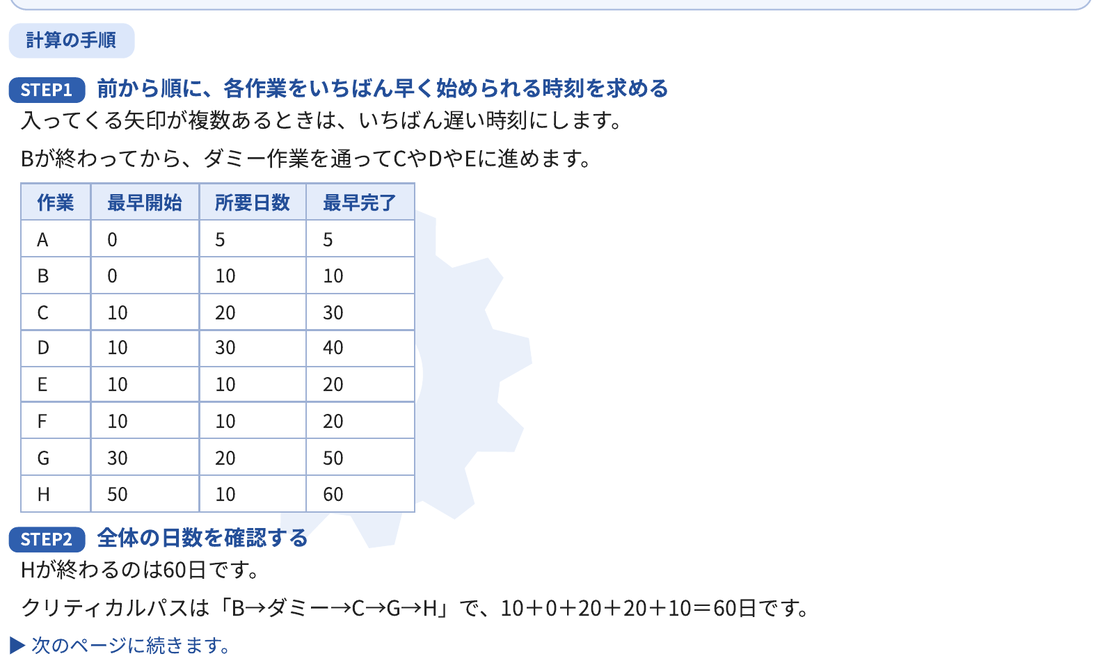 計算の手順
STEP1 前から順に、各作業をいちばん早く始められる時刻を求める
入ってくる矢印が複数あるときは、いちばん遅い時刻にします。
Bが終わってから、ダミー作業を通ってCやDやEに進めます。
作業 最早開始 所要日数 最早完了
A 0 5 5
B 0 10 10
C 10 20 30
D 10 30 40
E 10 10 20
F 10 10 20
G 30 20 50
H 50 10 60
STEP2 全体の日数を確認する
Hが終わるのは60日です。
クリティカルパスは「B→ダミー→C→G→H」で、10＋0＋20＋20＋10＝60日です。
▶ 次のページに続きます。